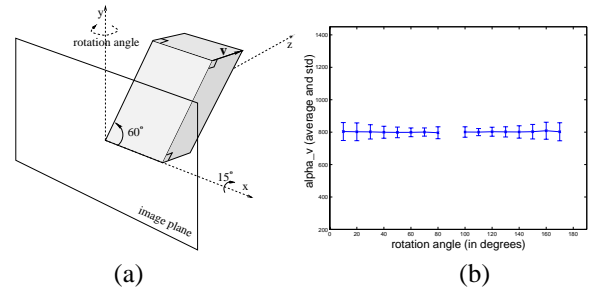 y
rotation angle
v
z
60°
15°
x
image plane
(a)
1400
1200
1000
800
600
400
200
alpha_v (average and std)
0 20 40 60 80 100 120 140 160 180
rotation angle (in degrees)
(b)